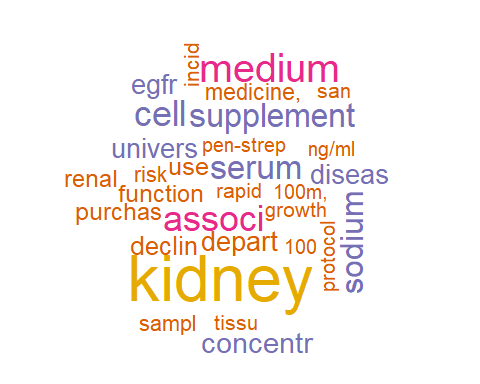 incid
medium
egfr
medicine,
san
cell
supplement
univers
pen-strep
ng/ml
renal
risk
use
serum
diseas
function
rapid
100m,
purchas
associ
growth
sodium
declin
depart
100
protocol
kidney
sampl
tissu
concentr